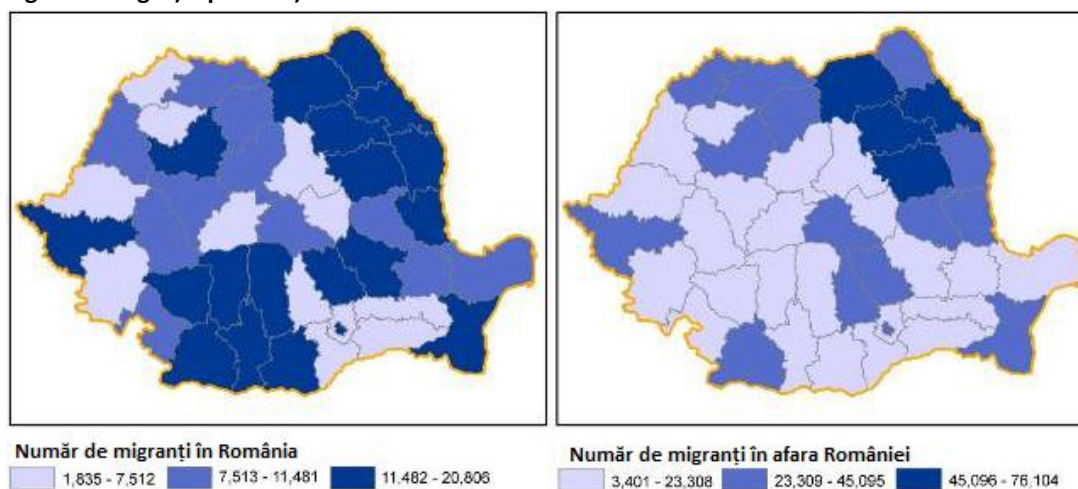 Număr de migranți în România
1,835 - 7,512 7,513 - 11,481 11.482 - 20,806
Număr de migranți în afara României
3,401 - 23,308 23,309 - 45,095 45,096 - 76,104